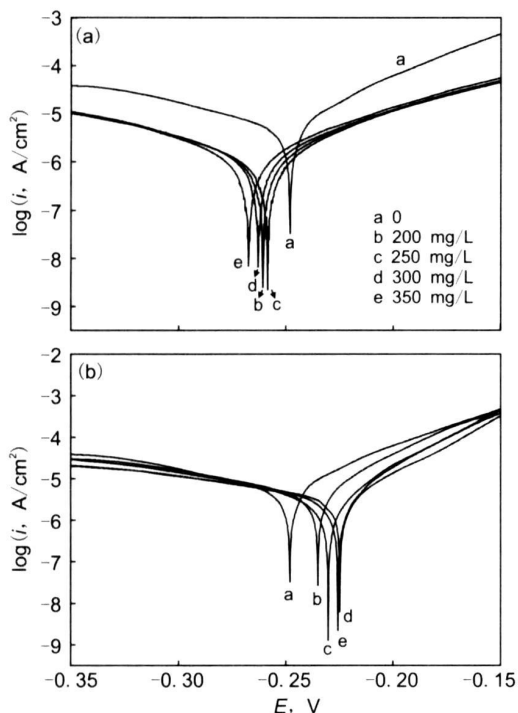 (a)
-3
-4
-5
-6
-7
-8
-9
log(i, A/cm²)
a
a
e
d
b
c
a 0
b 200 mg/L
c 250 mg/L
d 300 mg/L
e 350 mg/L
(b)
-2
-3
-4
-5
-6
-7
-8
-9
log(i, A/cm²)
a
b
c
d
e
-0.35
-0.30
-0.25
-0.20
-0.15
E, V